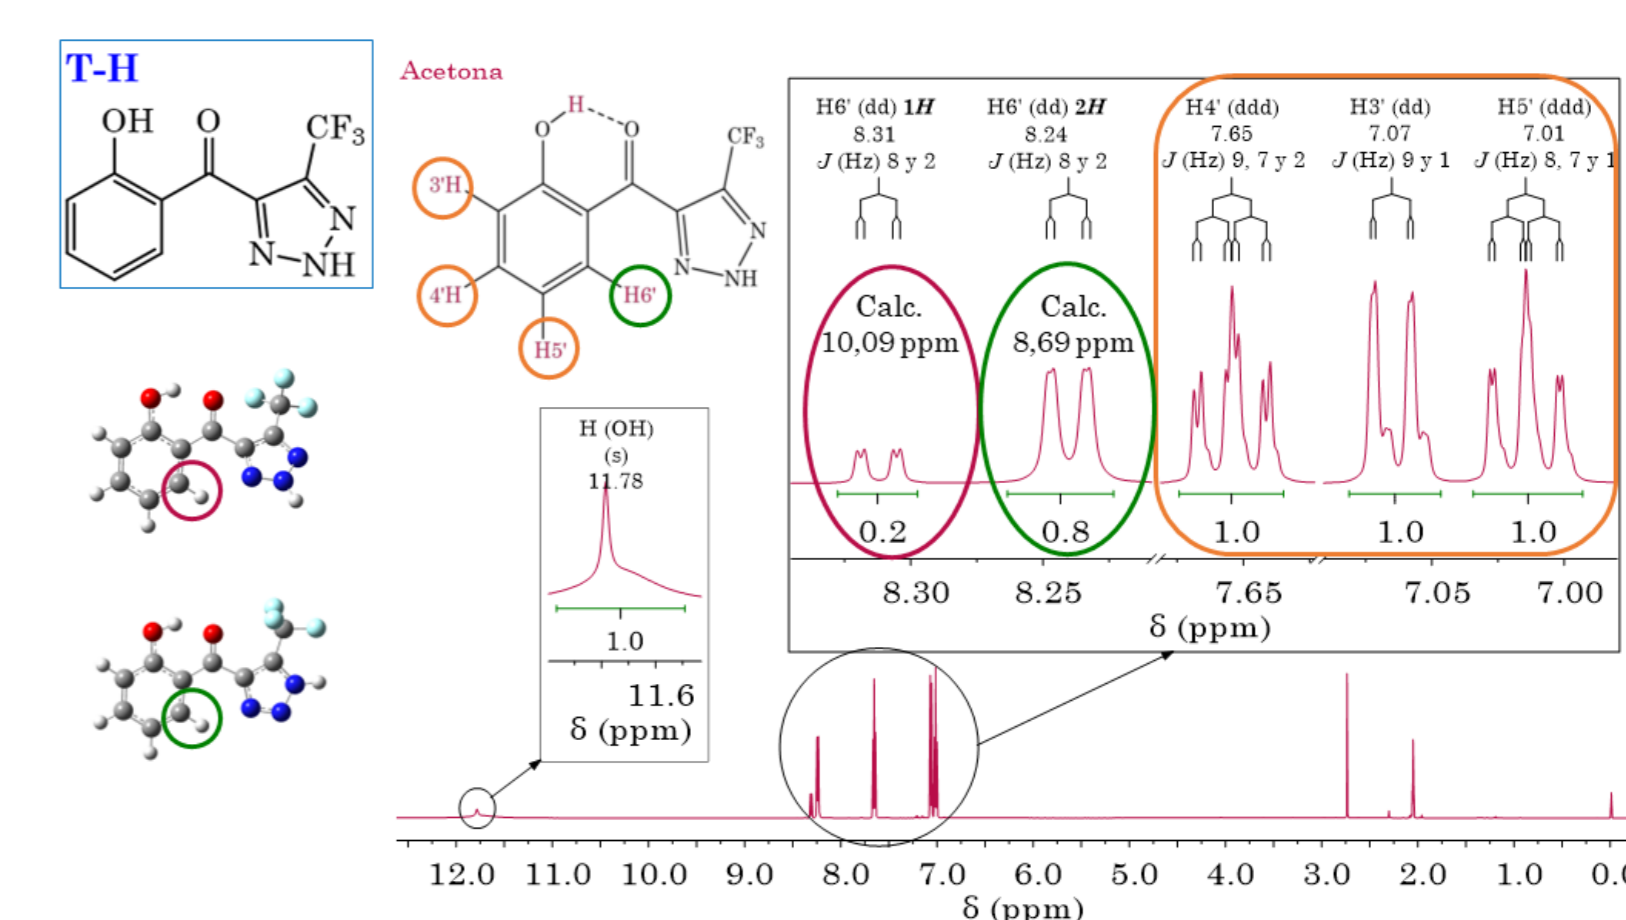 T-H
OH
O
CF3
N
N
NH
Acetona
H
O
O
CF3
3'H
N
N
NH
4'H
H6'
H5'
H (OH)
(s)
11.78
1.0
11.6
δ (ppm)
H6' (dd) 1H
8.31
J (Hz) 8 y 2
H6' (dd) 2H
8.24
J (Hz) 8 y 2
H4' (ddd)
7.65
J (Hz) 9, 7 y 2
H3' (dd)
7.07
J (Hz) 9 y 1
H5' (ddd)
7.01
J (Hz) 8, 7 y 1
Calc.
10,09 ppm
Calc.
8,69 ppm
0.2
0.8
1.0
1.0
1.0
8.30
8.25
7.65
7.05
7.00
δ (ppm)
12.0 11.0 10.0 9.0 8.0 7.0 6.0 5.0 4.0 3.0 2.0 1.0 0.0
δ (ppm)